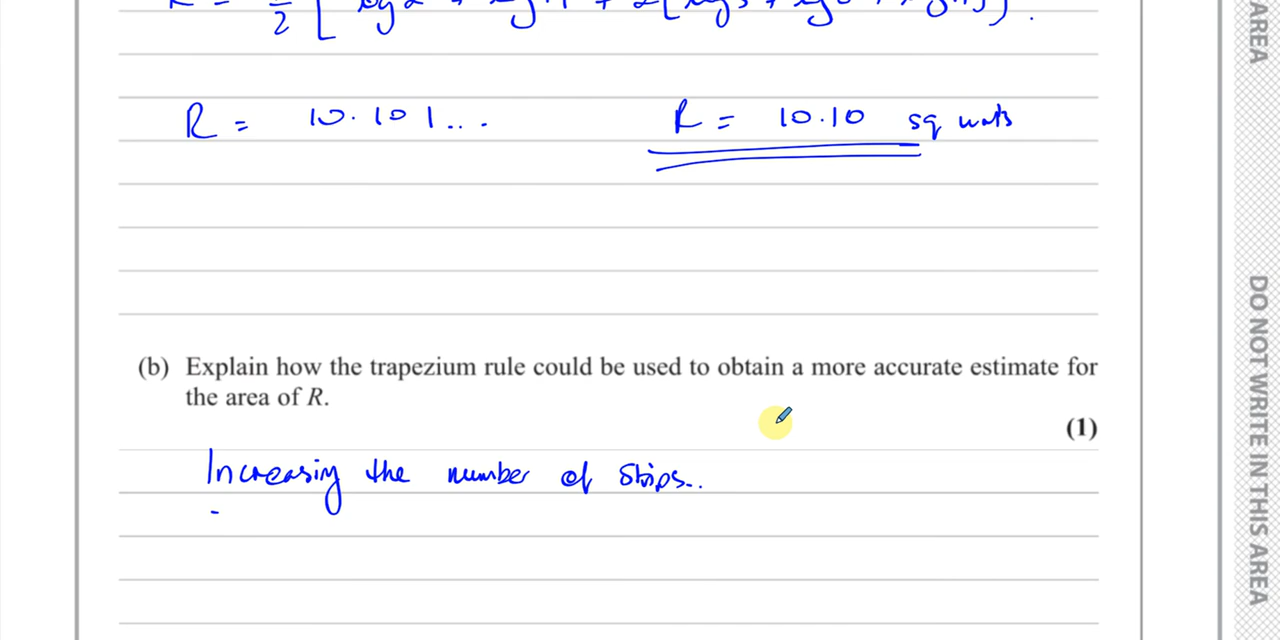 R = 10.101... R = 10.10 sq units
(b) Explain how the trapezium rule could be used to obtain a more accurate estimate for
the area of R.
(1)
Increasing the number of strips..
AREA
DO NOT WRITE IN THIS AREA